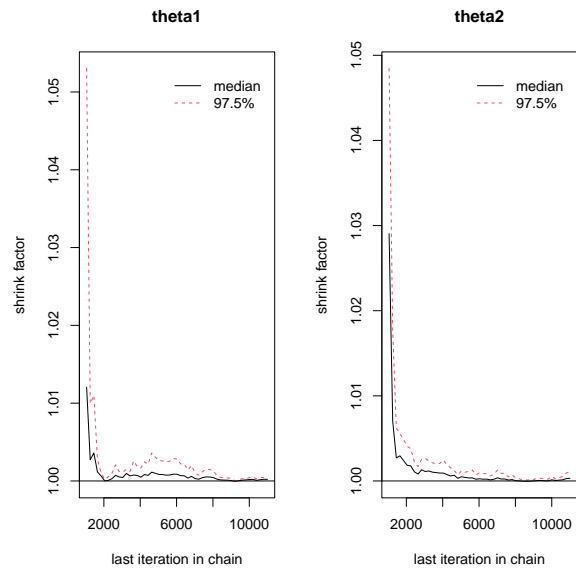 theta1
shrink factor
1.05
1.04
1.03
1.02
1.01
1.00
median
97.5%
2000 6000 10000
last iteration in chain
theta2
shrink factor
1.05
1.04
1.03
1.02
1.01
1.00
median
97.5%
2000 6000 10000
last iteration in chain